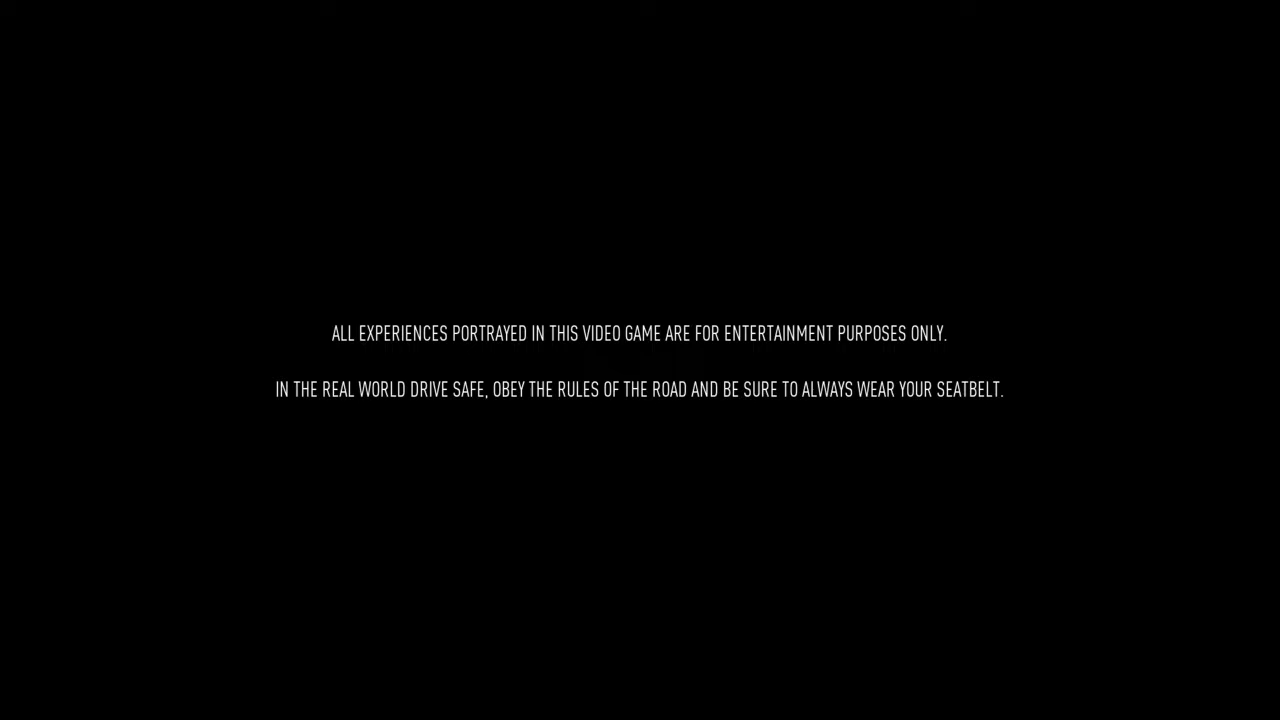 ALL EXPERIENCES PORTRAYED IN THIS VIDEO GAME ARE FOR ENTERTAINMENT PURPOSES ONLY.
IN THE REAL WORLD DRIVE SAFE, OBEY THE RULES OF THE ROAD AND BE SURE TO ALWAYS WEAR YOUR SEATBELT.